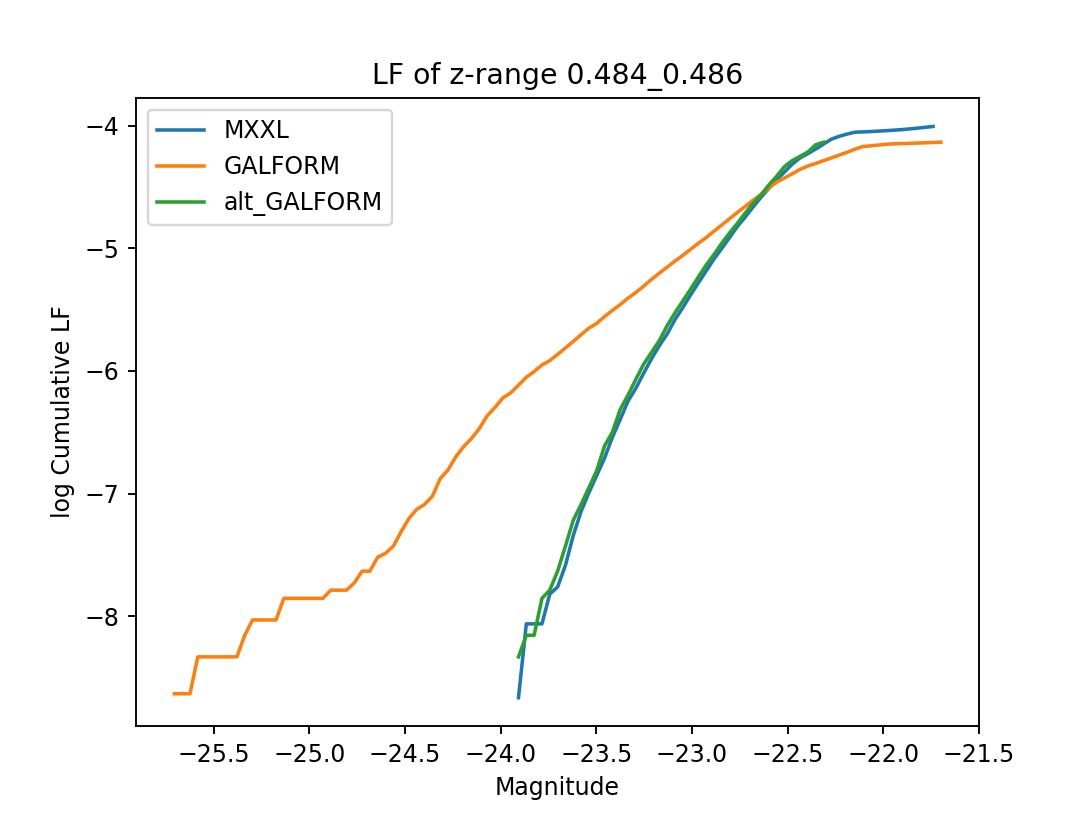 LF of z-range 0.484_0.486
MXXL
GALFORM
alt_GALFORM
log Cumulative LF
−4
−5
−6
−7
−8
−25.5 −25.0 −24.5 −24.0 −23.5 −23.0 −22.5 −22.0 −21.5
Magnitude